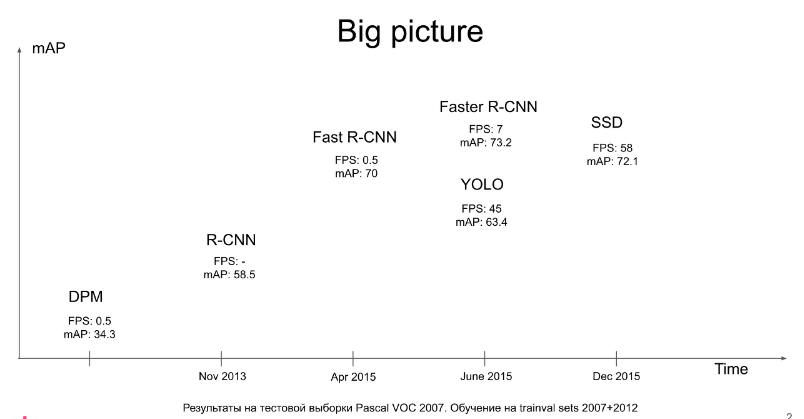 Big picture
mAP
Faster R-CNN
FPS: 7
mAP: 73.2
SSD
FPS: 58
mAP: 72.1
Fast R-CNN
FPS: 0.5
mAP: 70
YOLO
FPS: 45
mAP: 63.4
R-CNN
FPS: -
mAP: 58.5
DPM
FPS: 0.5
mAP: 34.3
Time
Nov 2013
Apr 2015
June 2015
Dec 2015
Результаты на тестовой выборки Pascal VOC 2007. Обучение на trainval sets 2007+2012
2